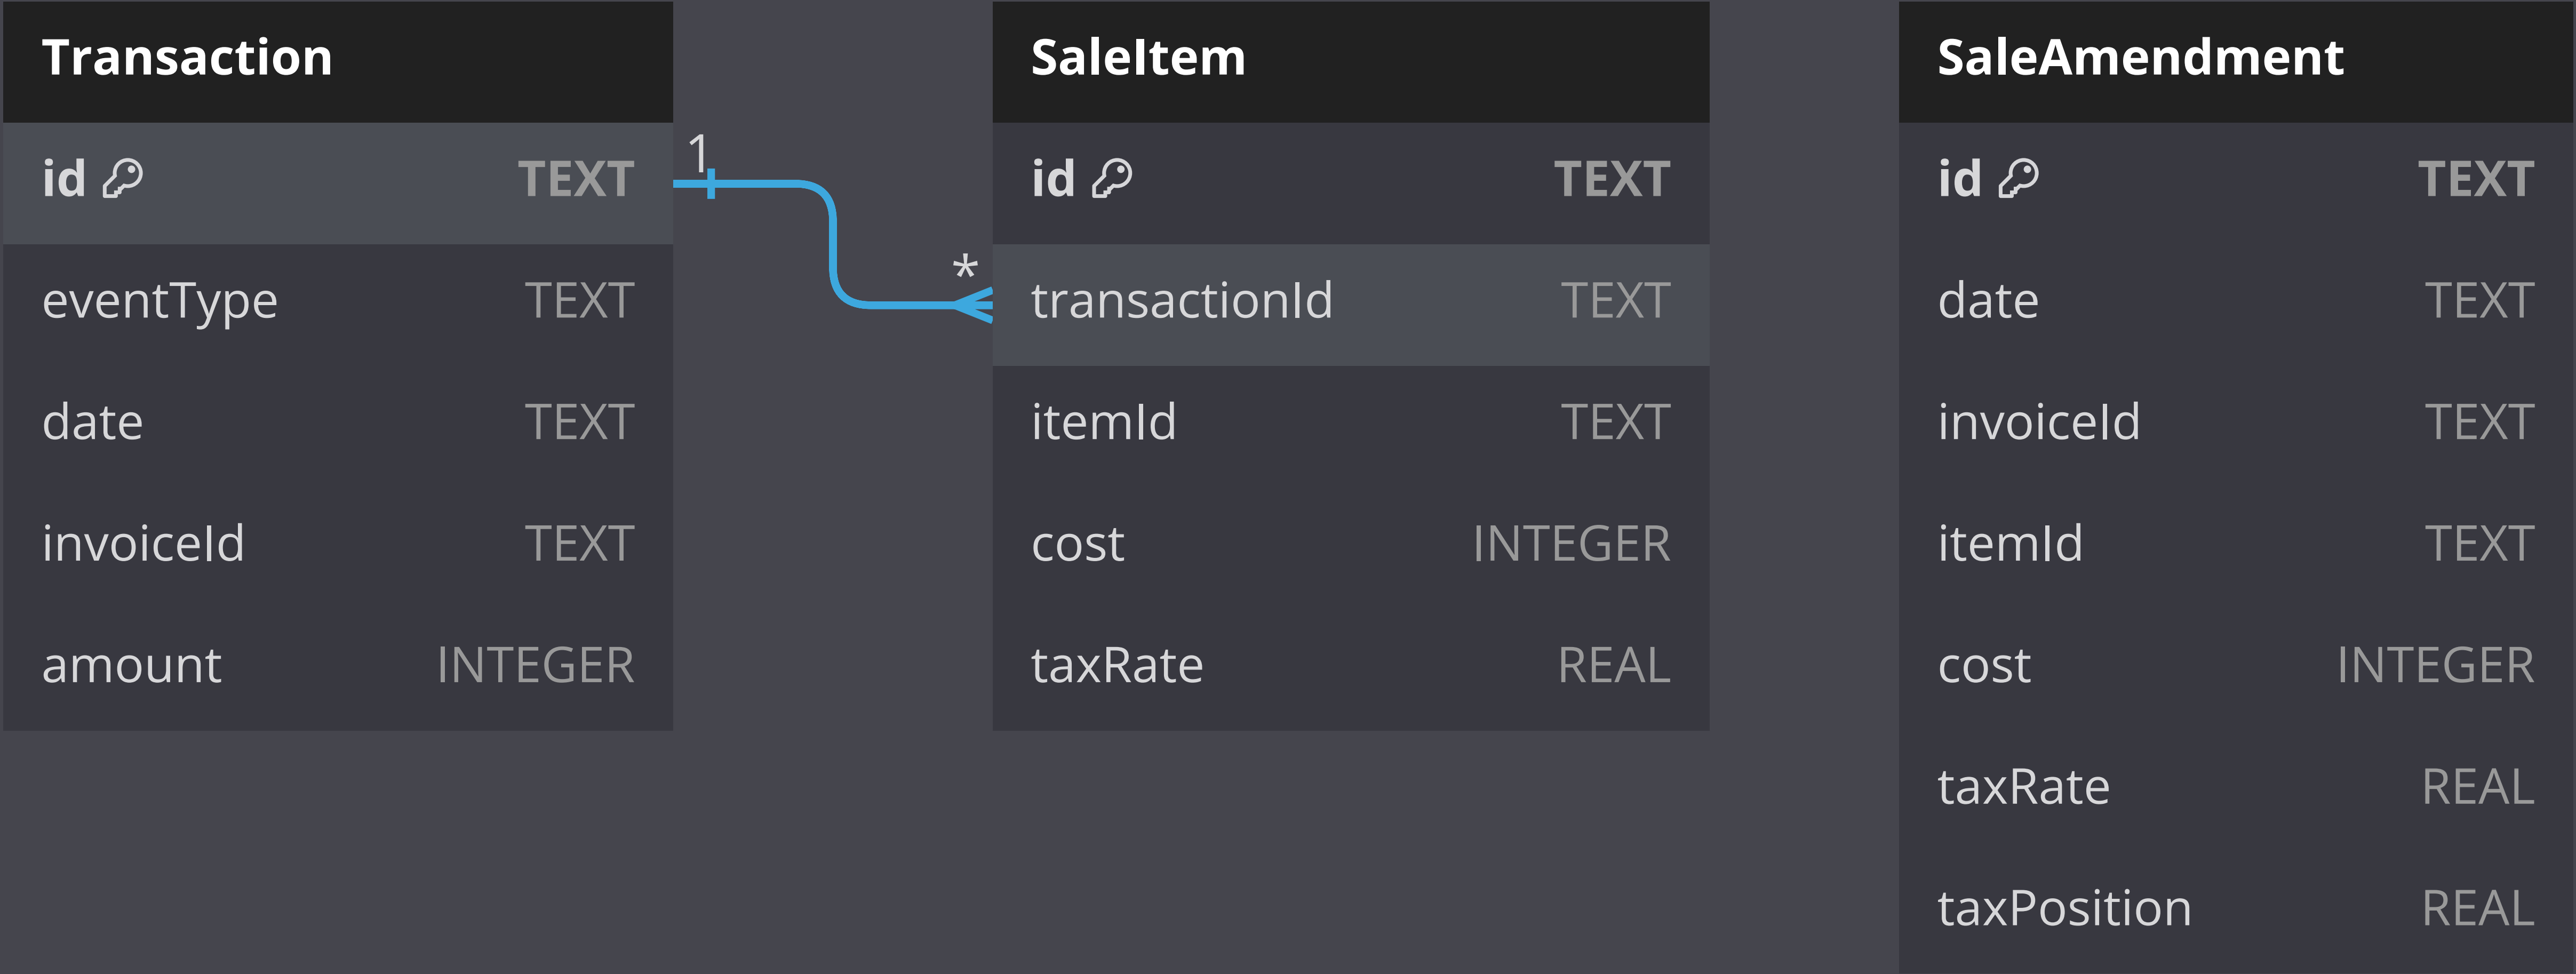 Transaction
id TEXT
eventType TEXT
date TEXT
invoiceId TEXT
amount INTEGER
1
*
SaleItem
id TEXT
transactionId TEXT
itemId TEXT
cost INTEGER
taxRate REAL
SaleAmendment
id TEXT
date TEXT
invoiceId TEXT
itemId TEXT
cost INTEGER
taxRate REAL
taxPosition REAL